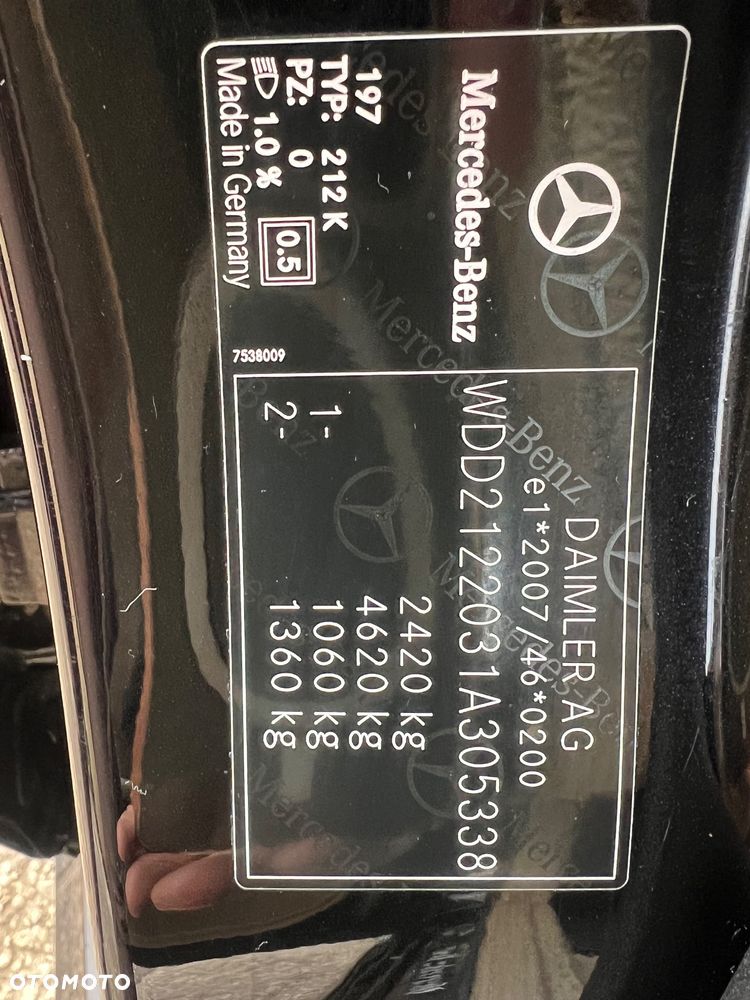 Mercedes-Benz
197
TYP: 212 K
PZ: 0
1.0 % 0.5
Made in Germany
7538009
DAIMLER AG
e1*2007/46*0200
WDD2122031A305338
2420 kg
4620 kg
1- 1060 kg
2- 1360 kg
OTOMOTO